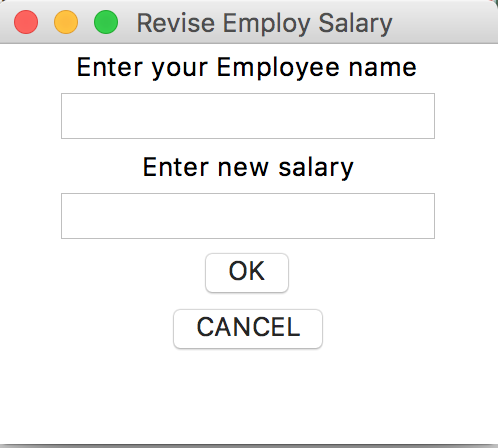 Revise Employ Salary
Enter your Employee name
Enter new salary
OK
CANCEL